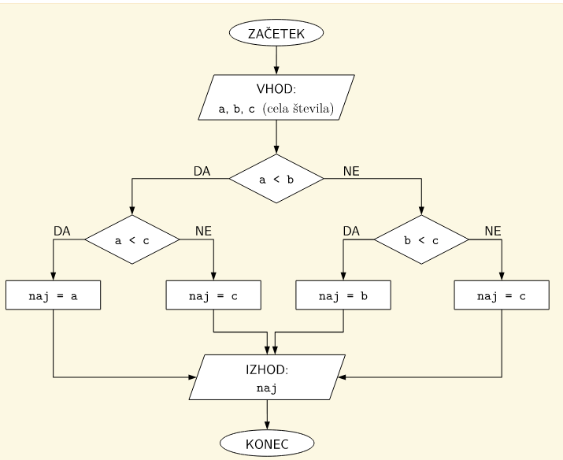 ZAČETEK
VHOD:
a, b, c (cela števila)
DA
a < b
NE
DA
a < c
NE
DA
b < c
NE
naj = a
naj = c
naj = b
naj = c
IZHOD:
naj
KONEC